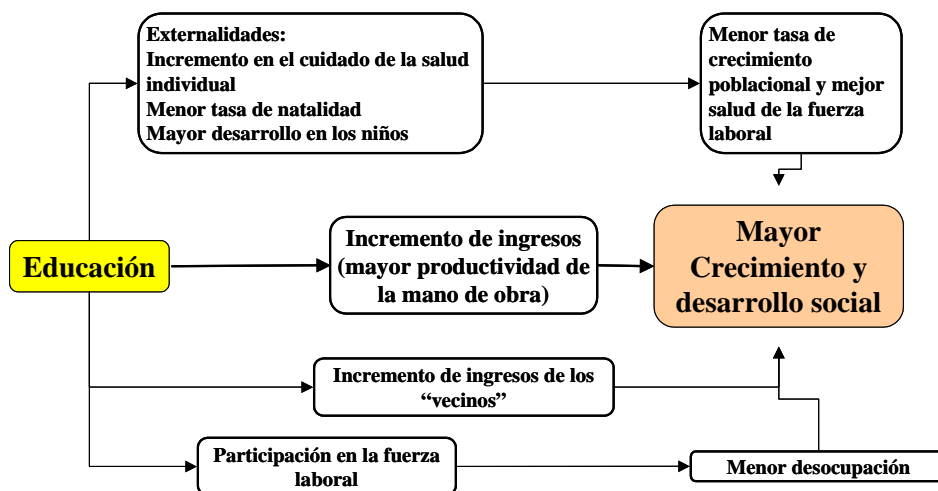 Externalidades:
Incremento en el cuidado de la salud
individual
Menor tasa de natalidad
Mayor desarrollo en los niños
Menor tasa de
crecimiento
poblacional y mejor
salud de la fuerza
laboral
Educación
Incremento de ingresos
(mayor productividad de
la mano de obra)
Mayor
Crecimiento y
desarrollo social
Incremento de ingresos de los
“vecinos”
Participación en la fuerza
laboral
Menor desocupación